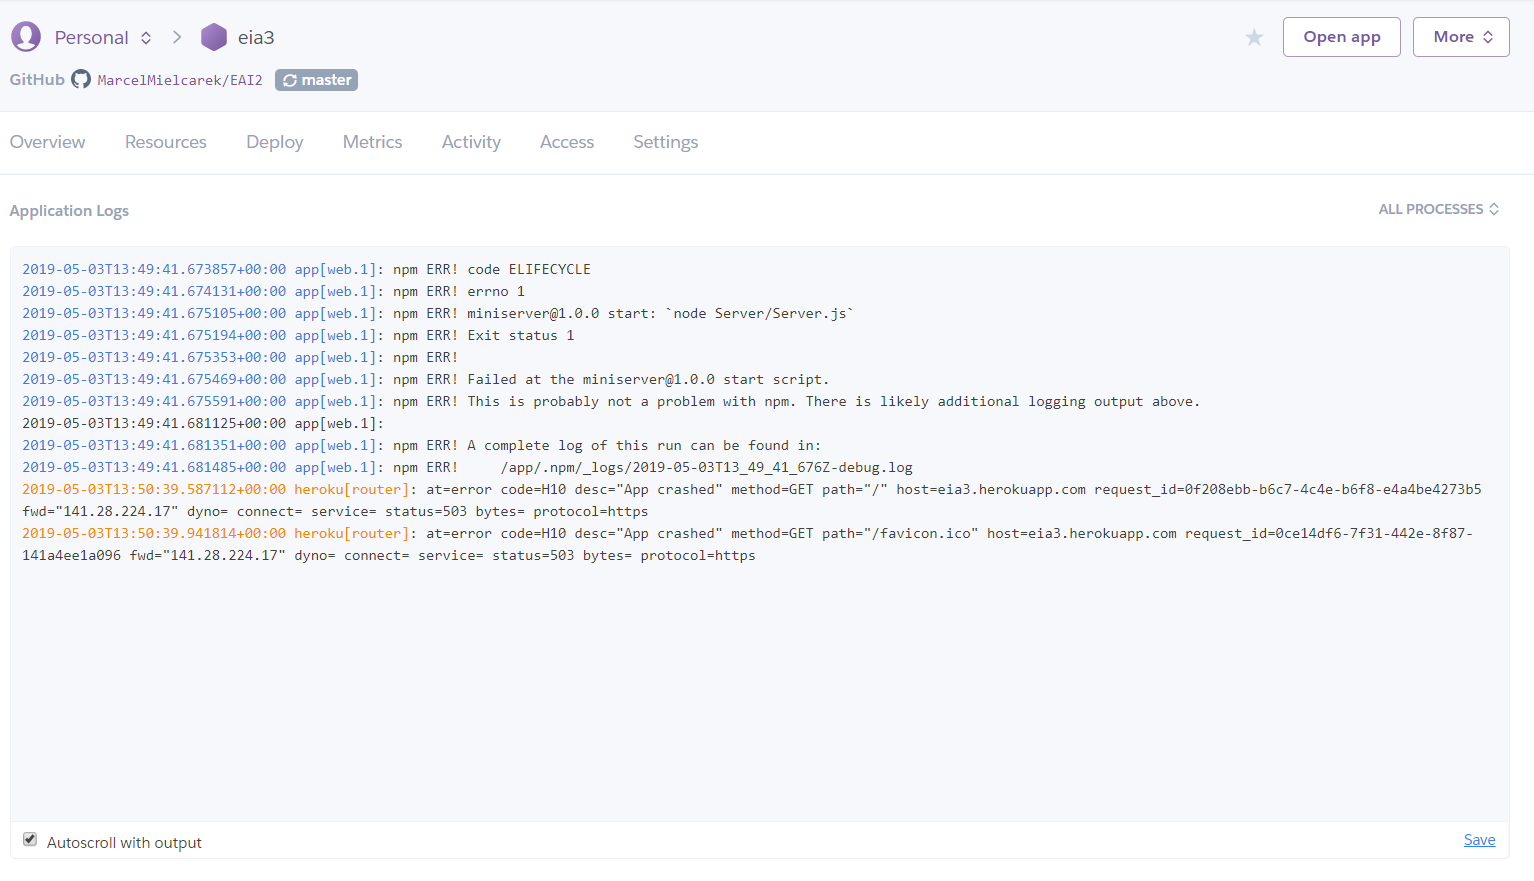 Personal > eia3
Open app
More
GitHub MarcelMielcarek/EAI2 master
Overview Resources Deploy Metrics Activity Access Settings
Application Logs
ALL PROCESSES
2019-05-03T13:49:41.673857+00:00 app[web.1]: npm ERR! code ELIFECYCLE
2019-05-03T13:49:41.674131+00:00 app[web.1]: npm ERR! errno 1
2019-05-03T13:49:41.675105+00:00 app[web.1]: npm ERR! miniserver@1.0.0 start: `node Server/Server.js`
2019-05-03T13:49:41.675194+00:00 app[web.1]: npm ERR! Exit status 1
2019-05-03T13:49:41.675353+00:00 app[web.1]: npm ERR!
2019-05-03T13:49:41.675469+00:00 app[web.1]: npm ERR! Failed at the miniserver@1.0.0 start script.
2019-05-03T13:49:41.675591+00:00 app[web.1]: npm ERR! This is probably not a problem with npm. There is likely additional logging output above.
2019-05-03T13:49:41.681125+00:00 app[web.1]:
2019-05-03T13:49:41.681351+00:00 app[web.1]: npm ERR! A complete log of this run can be found in:
2019-05-03T13:49:41.681485+00:00 app[web.1]: npm ERR!     /app/.npm/_logs/2019-05-03T13_49_41_676Z-debug.log
2019-05-03T13:50:39.587112+00:00 heroku[router]: at=error code=H10 desc="App crashed" method=GET path="/" host=eia3.herokuapp.com request_id=0f208ebb-b6c7-4c4e-b6f8-e4a4be4273b5
fwd="141.28.224.17" dyno= connect= service= status=503 bytes= protocol=https
2019-05-03T13:50:39.941814+00:00 heroku[router]: at=error code=H10 desc="App crashed" method=GET path="/favicon.ico" host=eia3.herokuapp.com request_id=0ce14df6-7f31-442e-8f87-
141a4ee1a096 fwd="141.28.224.17" dyno= connect= service= status=503 bytes= protocol=https
Autoscroll with output
Save